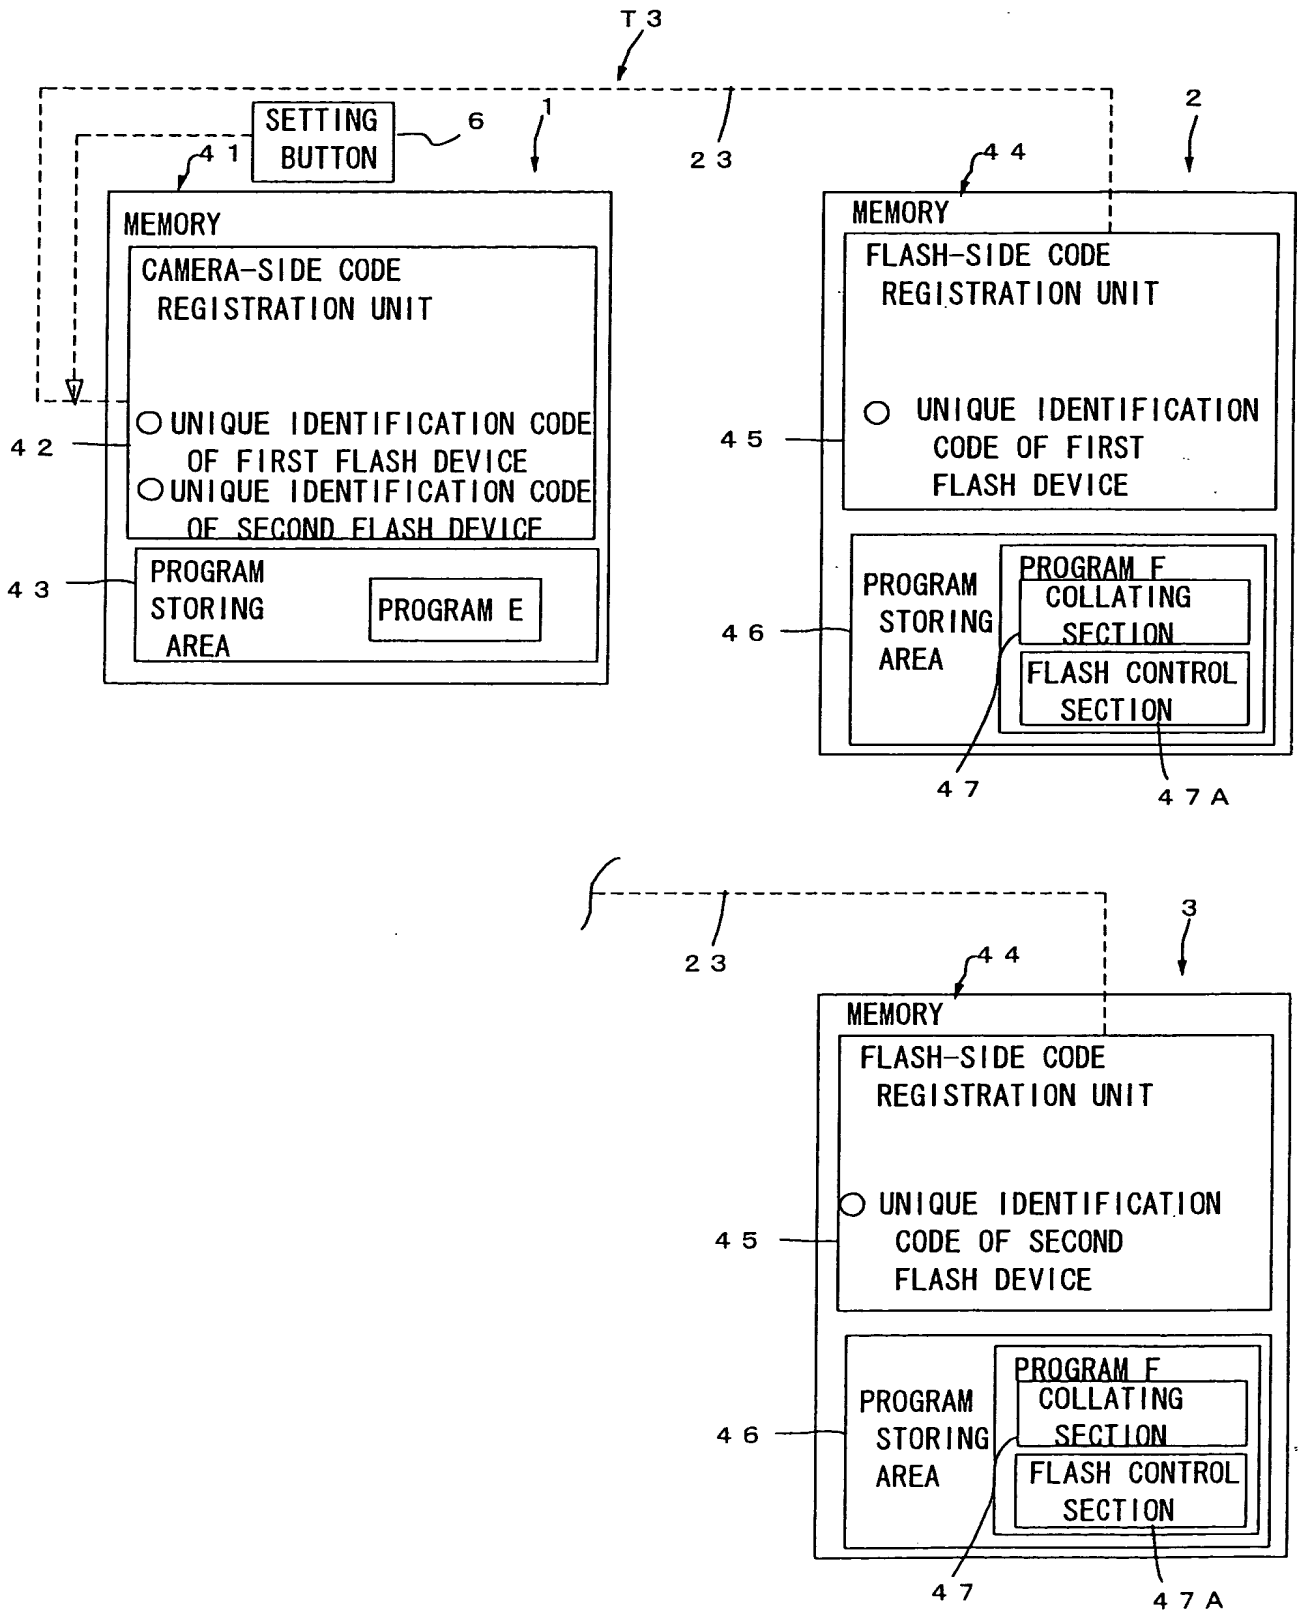 T3
SETTING
BUTTON
6
1
23
2
41
MEMORY
CAMERA-SIDE CODE
REGISTRATION UNIT
UNIQUE IDENTIFICATION CODE
OF FIRST FLASH DEVICE
UNIQUE IDENTIFICATION CODE
OF SECOND FLASH DEVICE
42
43
PROGRAM
STORING
AREA
PROGRAM E
44
MEMORY
FLASH-SIDE CODE
REGISTRATION UNIT
45
UNIQUE IDENTIFICATION
CODE OF FIRST
FLASH DEVICE
46
PROGRAM
STORING
AREA
PROGRAM F
COLLATING
SECTION
FLASH CONTROL
SECTION
47
47A
23
3
44
MEMORY
FLASH-SIDE CODE
REGISTRATION UNIT
45
UNIQUE IDENTIFICATION
CODE OF SECOND
FLASH DEVICE
46
PROGRAM
STORING
AREA
PROGRAM F
COLLATING
SECTION
FLASH CONTROL
SECTION
47
47A